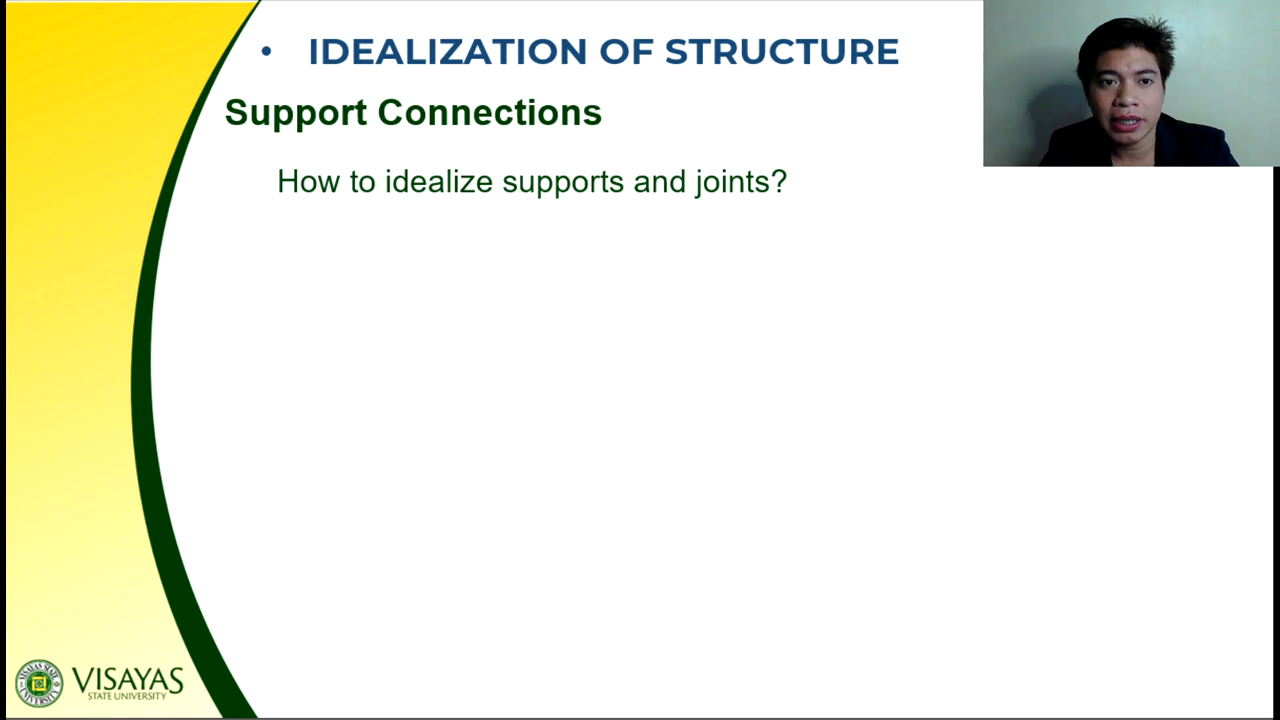 • IDEALIZATION OF STRUCTURE
Support Connections
How to idealize supports and joints?
VISAYAS
STATE UNIVERSITY